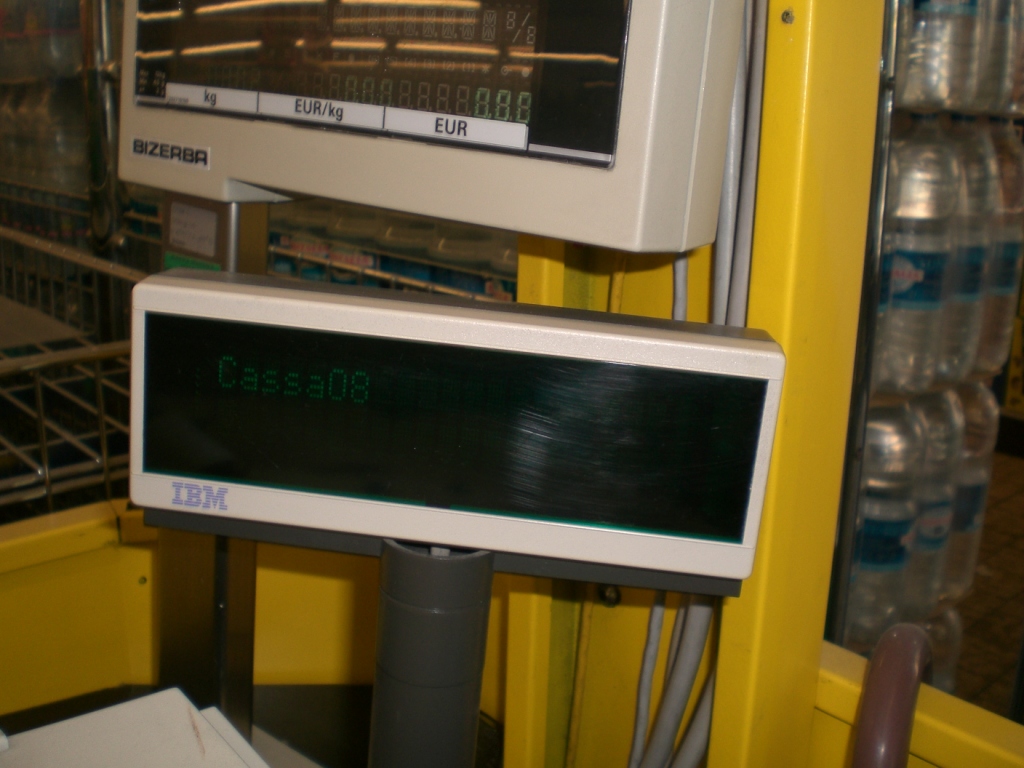 kg
EUR/kg
EUR
BIZERBA
Cassa08
IBM